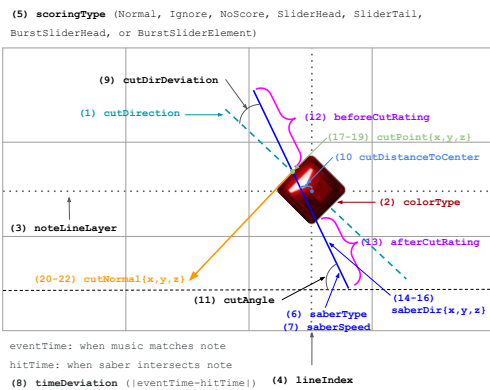 (5) scoringType (Normal, Ignore, NoScore, SliderHead, SliderTail,
BurstSliderHead, or BurstSliderElement)
(9) cutDirDeviation
(1) cutDirection
(12) beforeCutRating
(17-19) cutPoint{x,y,z}
(10 cutDistanceToCenter
(2) colorType
(3) noteLineLayer
(13) afterCutRating
(20-22) cutNormal{x,y,z}
(11) cutAngle
(14-16)
saberDir{x,y,z}
(6) saberType
(7) saberSpeed
eventTime: when music matches note
hitTime: when saber intersects note
(8) timeDeviation (|eventTime-hitTime|)
(4) lineIndex